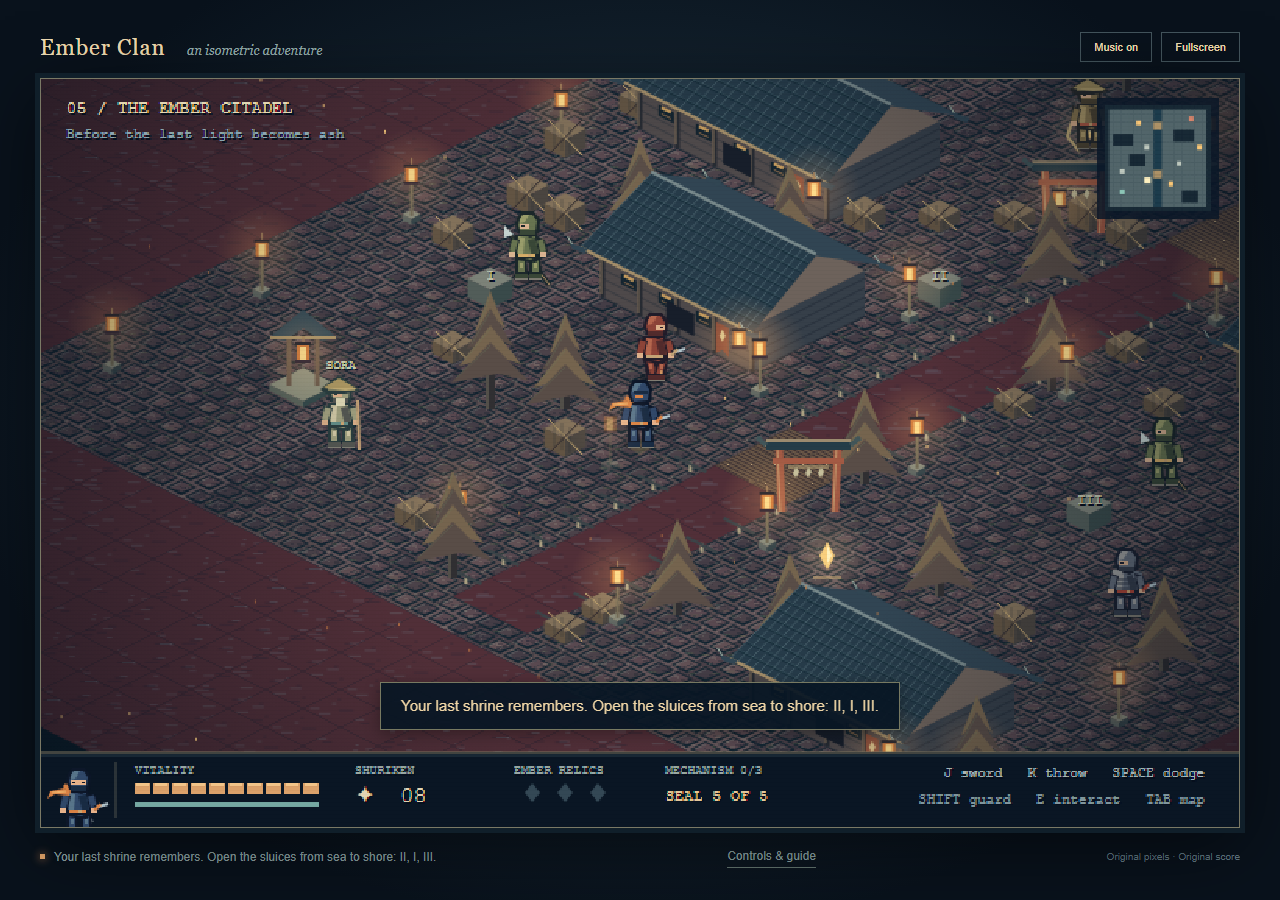 Ember Clan an isometric adventure
Music on Fullscreen
05 / THE EMBER CITADEL
Before the last light becomes ash
I
II
SORA
III
Your last shrine remembers. Open the sluices from sea to shore: II, I, III.
VITALITY SHURIKEN EMBER RELICS MECHANISM 0/3 J sword K throw SPACE dodge
08 SEAL 5 OF 5 SHIFT guard E interact TAB map
Your last shrine remembers. Open the sluices from sea to shore: II, I, III. Controls & guide Original pixels · Original score